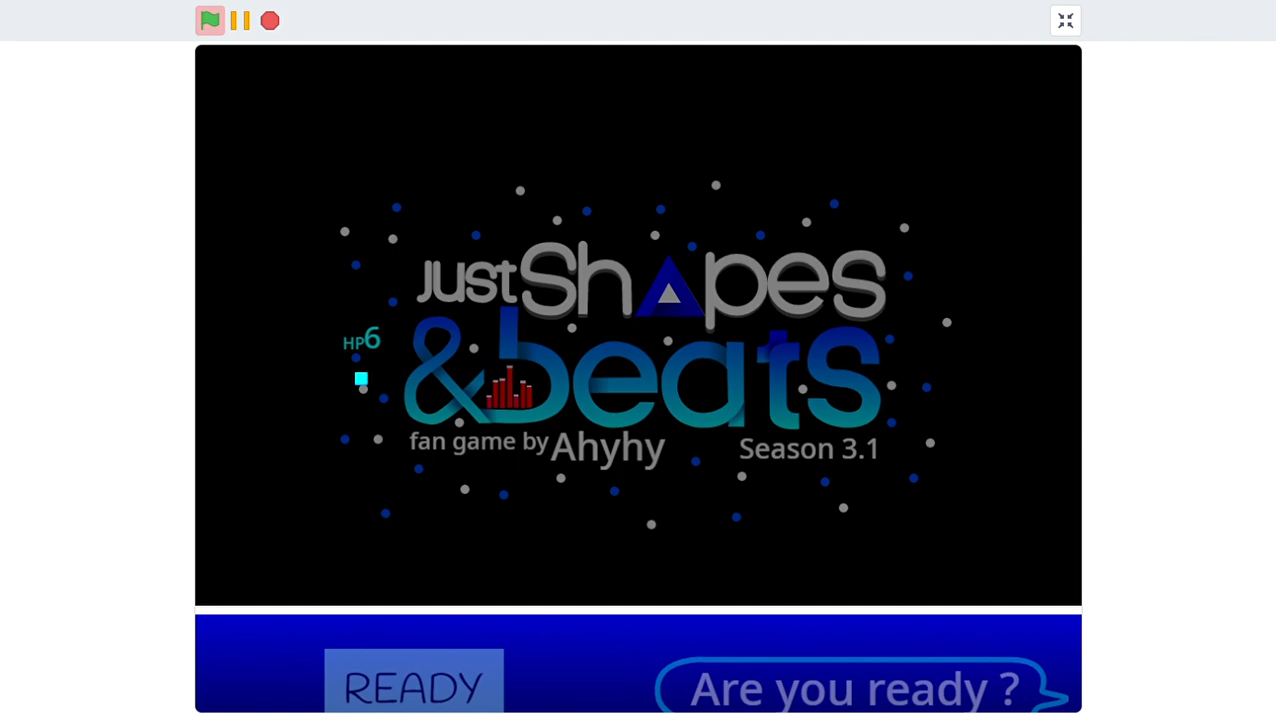 just Shapes
HP6
& beats
fan game by Ahyhy Season 3.1
READY
Are you ready ?